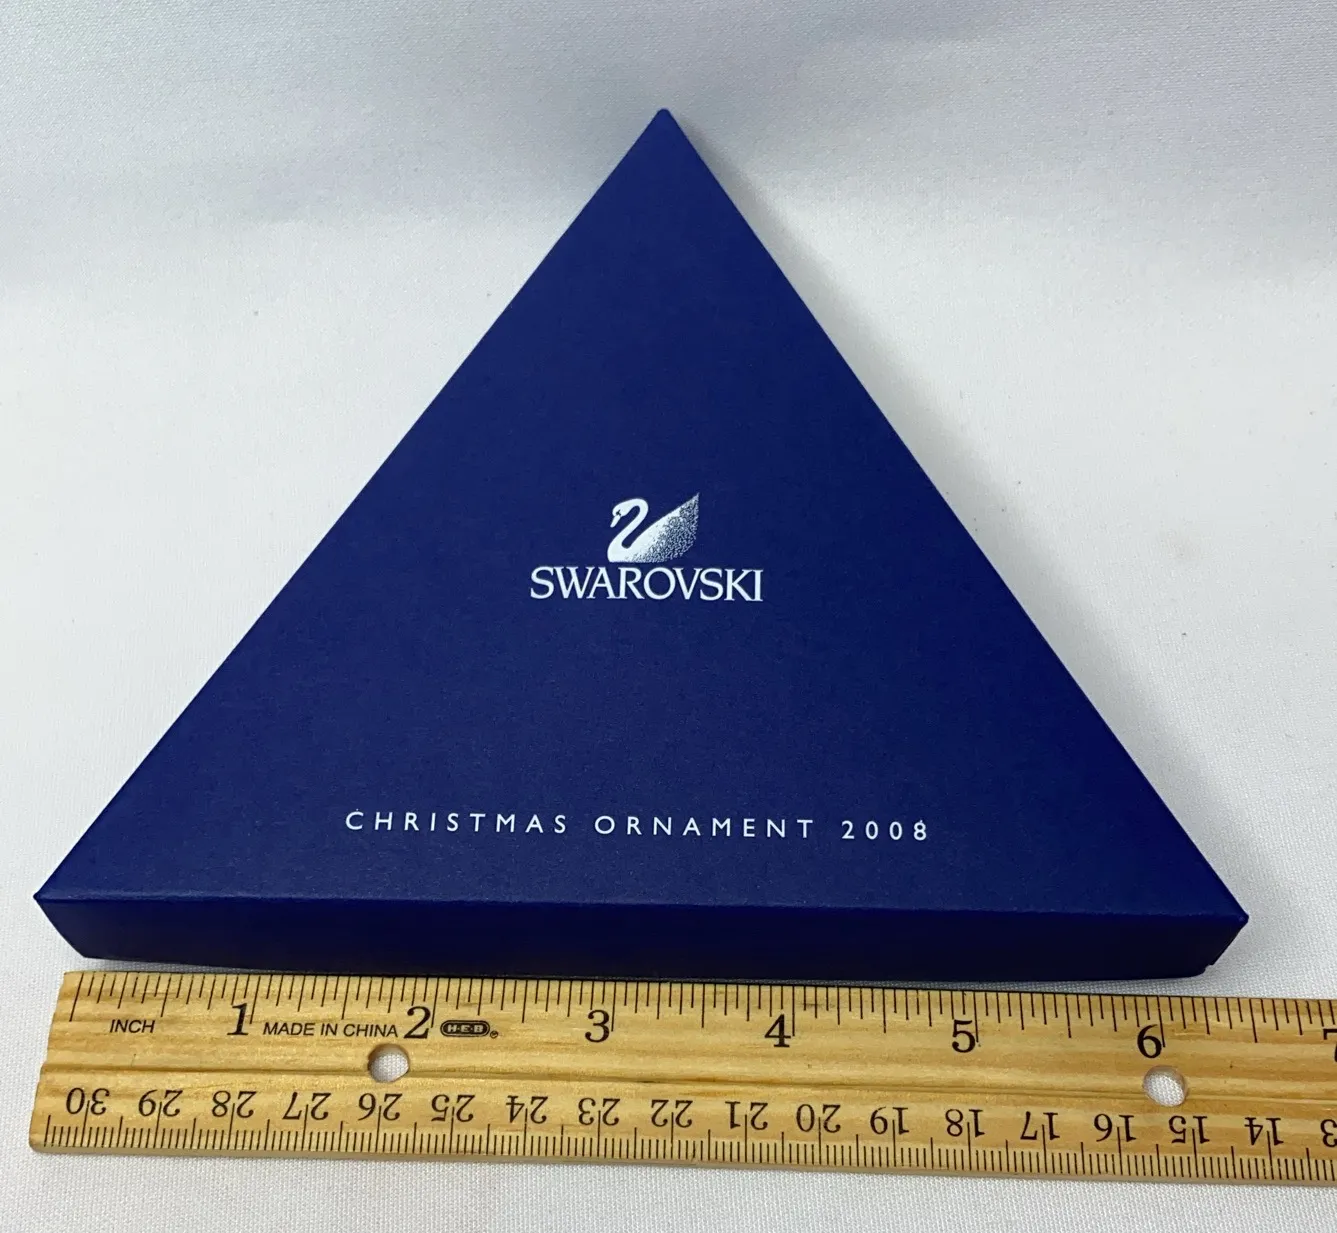 SWAROVSKI
CHRISTMAS ORNAMENT 2008
INCH 1 MADE IN CHINA 2 H-E-B 3 4 5 6 7
30 29 28 27 26 25 24 23 22 21 20 19 18 17 16 15 14